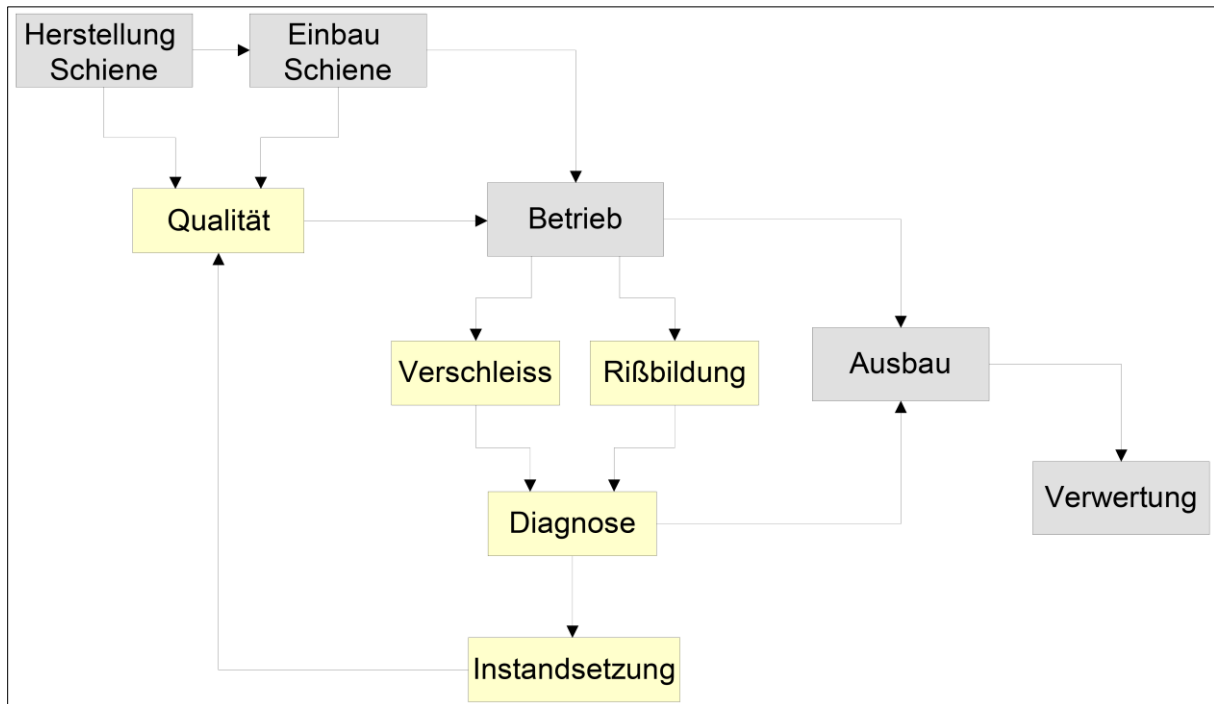 Herstellung
Schiene
Einbau
Schiene
Qualität
Betrieb
Verschleiss
Rißbildung
Ausbau
Verwertung
Diagnose
Instandsetzung